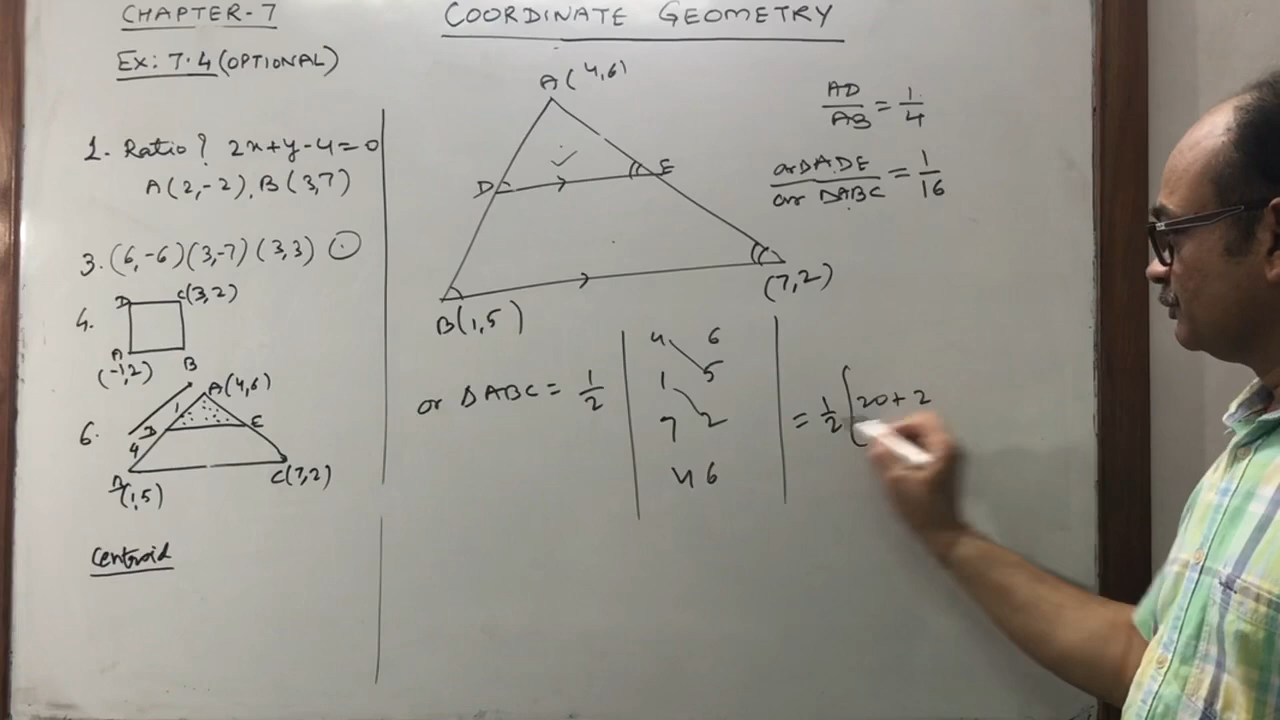 CHAPTER-7
COORDINATE GEOMETRY
Ex: 7.4 (OPTIONAL)
1. Ratio? 2x+y-4=0
A(2,-2), B(3,7)
3. (6,-6) (3,-7) (3,3)
4.
D C(3,2)
A B
(-1,2)
6.
A(4,6)
1
D E
4
(1,5) C(7,2)
Centroid
A(4,6)
D E
B(1,5) (7,2)
AD/AB = 1/4
ar ΔADE/ar ΔABC = 1/16
ar ΔABC = 1/2 | 4 6
1 5
7 2
4 6 | = 1/2 [20+2